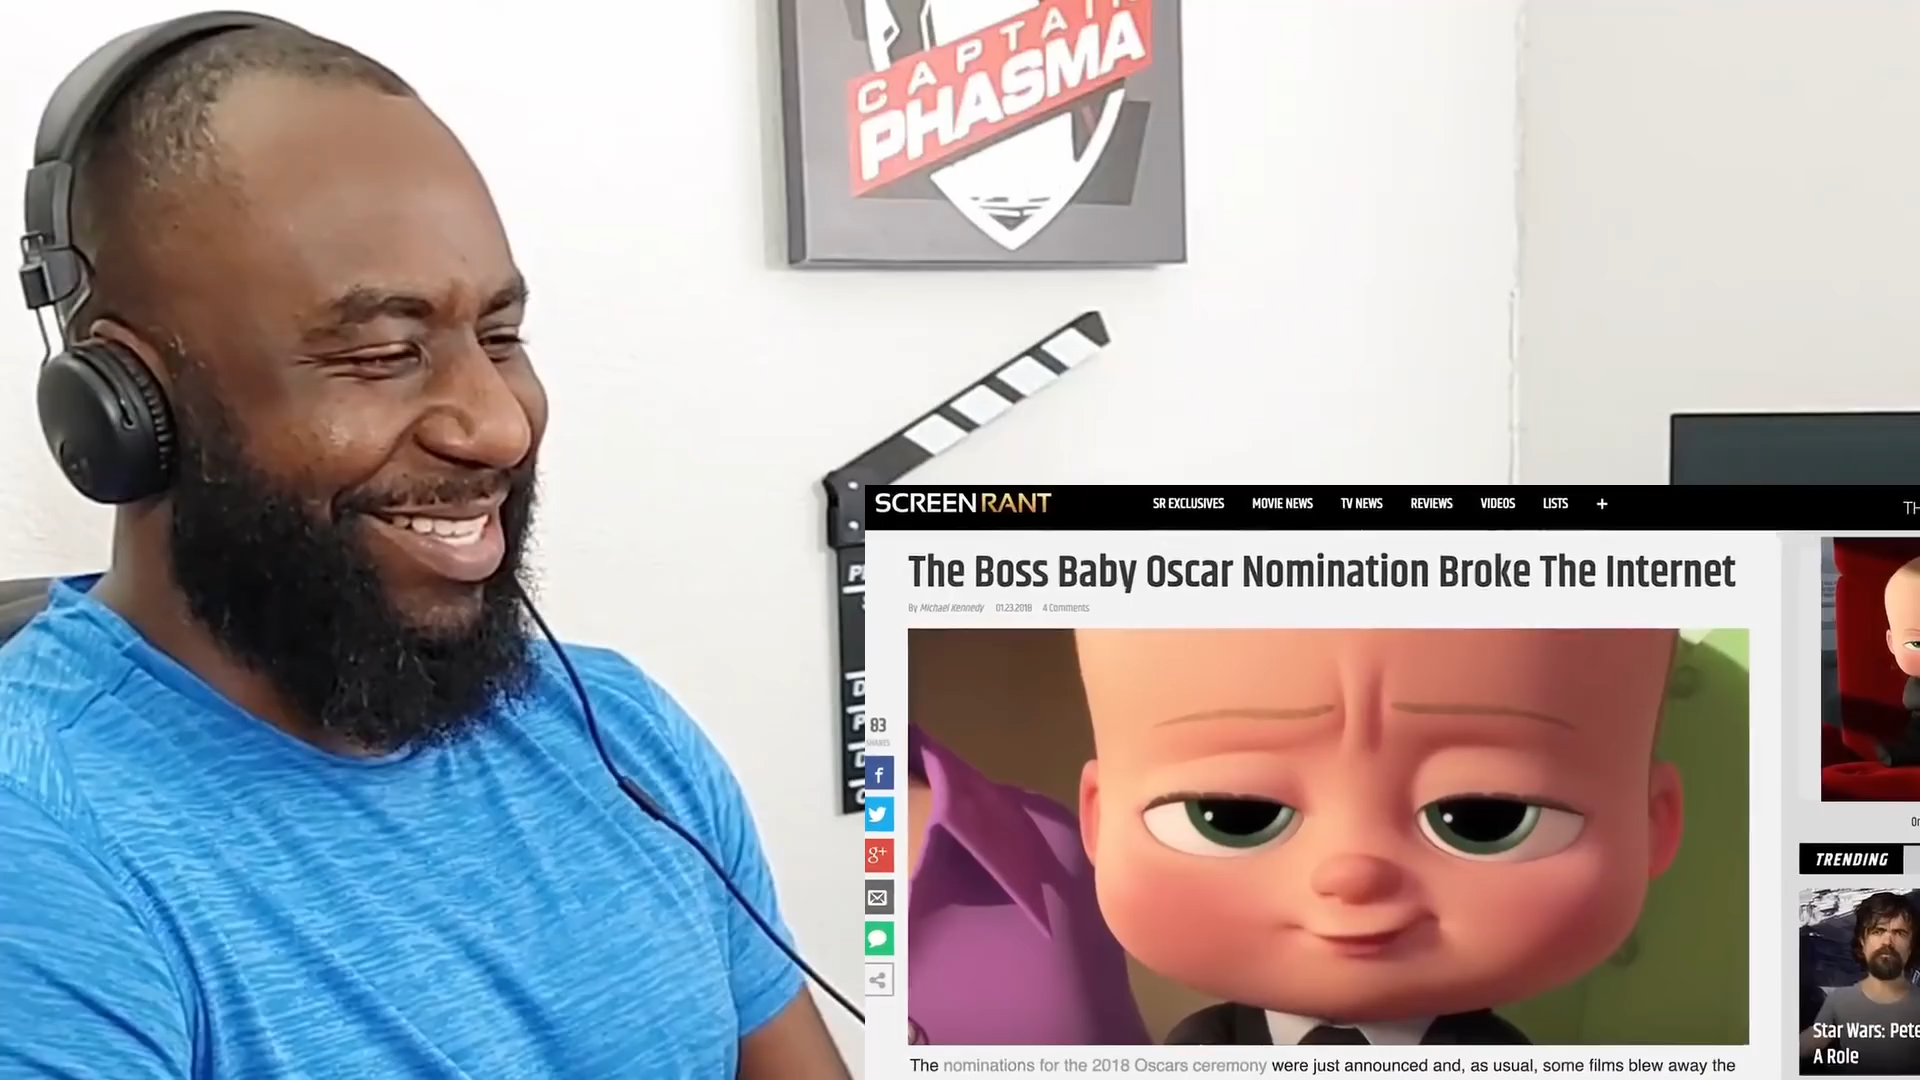 CAPTAIN
PHASMA
SCREENRANT
SR EXCLUSIVES MOVIE NEWS TV NEWS REVIEWS VIDEOS LISTS +
The Boss Baby Oscar Nomination Broke The Internet
By Michael Kennedy 01.23.2018 4 Comments
83
SHARES
f
g+
TRENDING
Star Wars: Pete
A Role
The nominations for the 2018 Oscars ceremony were just announced and, as usual, some films blew away the